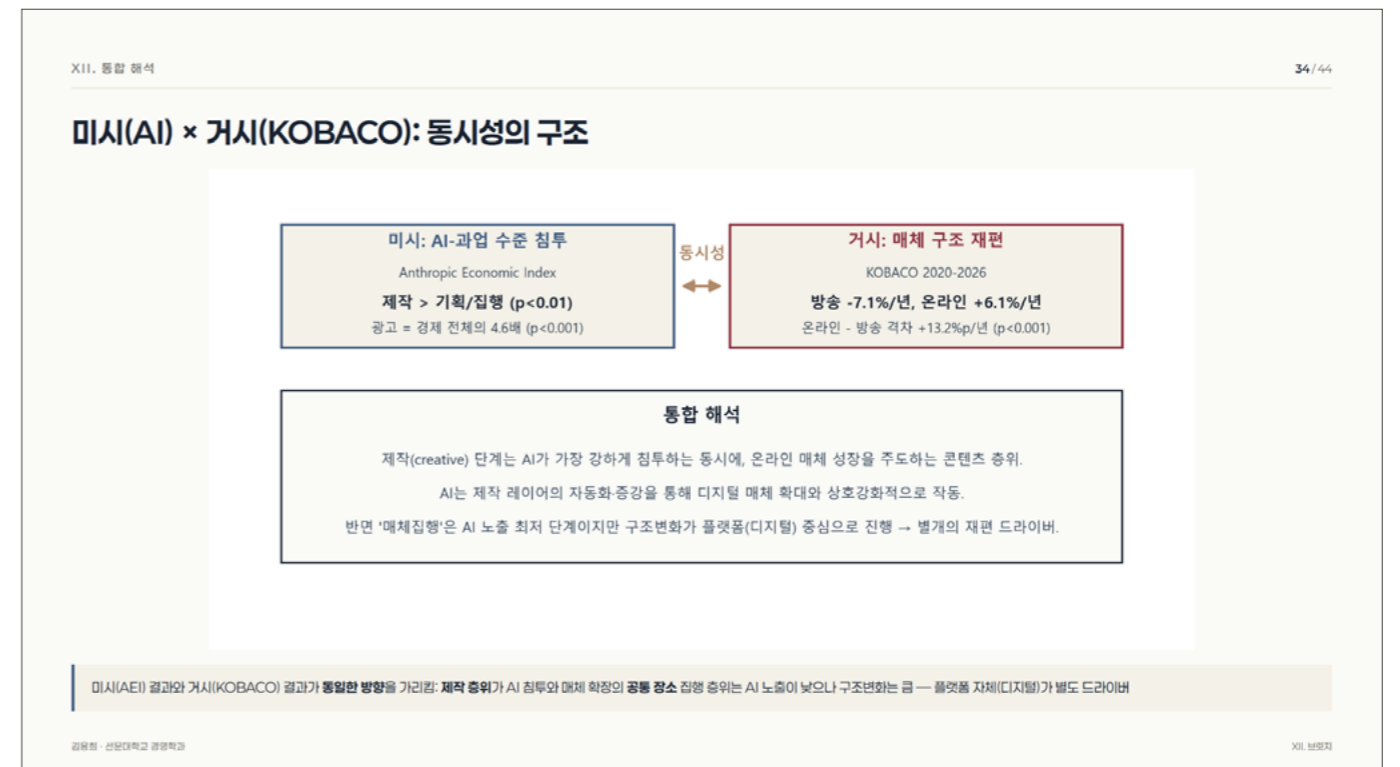 XII. 통합 해석
34/44
미시(AI) × 거시(KOBACO): 동시성의 구조
미시: AI-과업 수준 침투
Anthropic Economic Index
제작 > 기획/집행 (p<0.01)
광고 = 경제 전체의 4.6배 (p<0.001)
동시성
거시: 매체 구조 재편
KOBACO 2020-2026
방송 -7.1%/년, 온라인 +6.1%/년
온라인 - 방송 격차 +13.2%p/년 (p<0.001)
통합 해석
제작(creative) 단계는 AI가 가장 강하게 침투하는 동시에, 온라인 매체 성장을 주도하는 콘텐츠 층위.
AI는 제작 레이어의 자동화·증강을 통해 디지털 매체 확대와 상호강화적으로 작동.
반면 '매체집행'은 AI 노출 최저 단계이지만 구조변화가 플랫폼(디지털) 중심으로 진행 → 별개의 재편 드라이버.
미시(AEI) 결과와 거시(KOBACO) 결과가 동일한 방향을 가리킴: 제작 층위가 AI 침투와 매체 확장의 공통 장소 집행 층위는 AI 노출이 낮으나 구조변화는 큼 — 플랫폼 자체(디지털)가 별도 드라이버
김용희 · 선문대학교 경영학과
XII. 브릿지